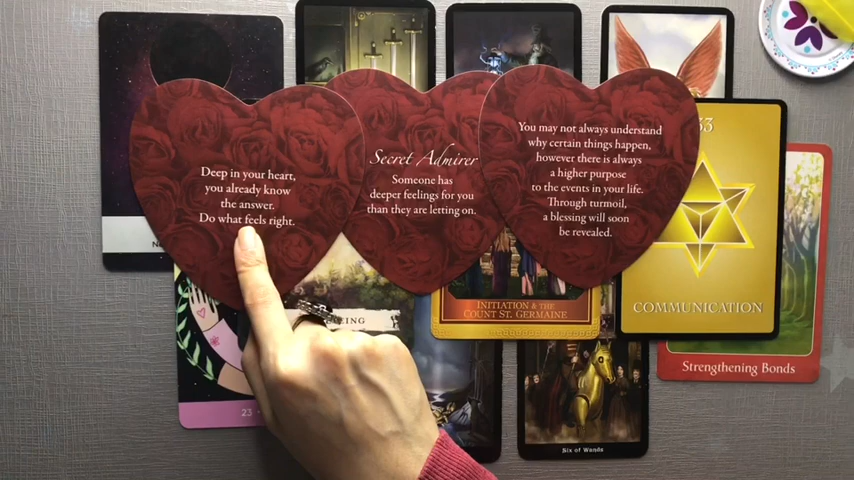 Deep in your heart,
you already know
the answer.
Do what feels right.
Secret Admirer
Someone has
deeper feelings for you
than they are letting on.
You may not always understand
why certain things happen,
however there is always
a higher purpose
to the events in your life.
Through turmoil,
a blessing will soon
be revealed.
33
COMMUNICATION
INITIATION & THE
COUNT ST. GERMAINE
Strengthening Bonds
23
Six of Wands